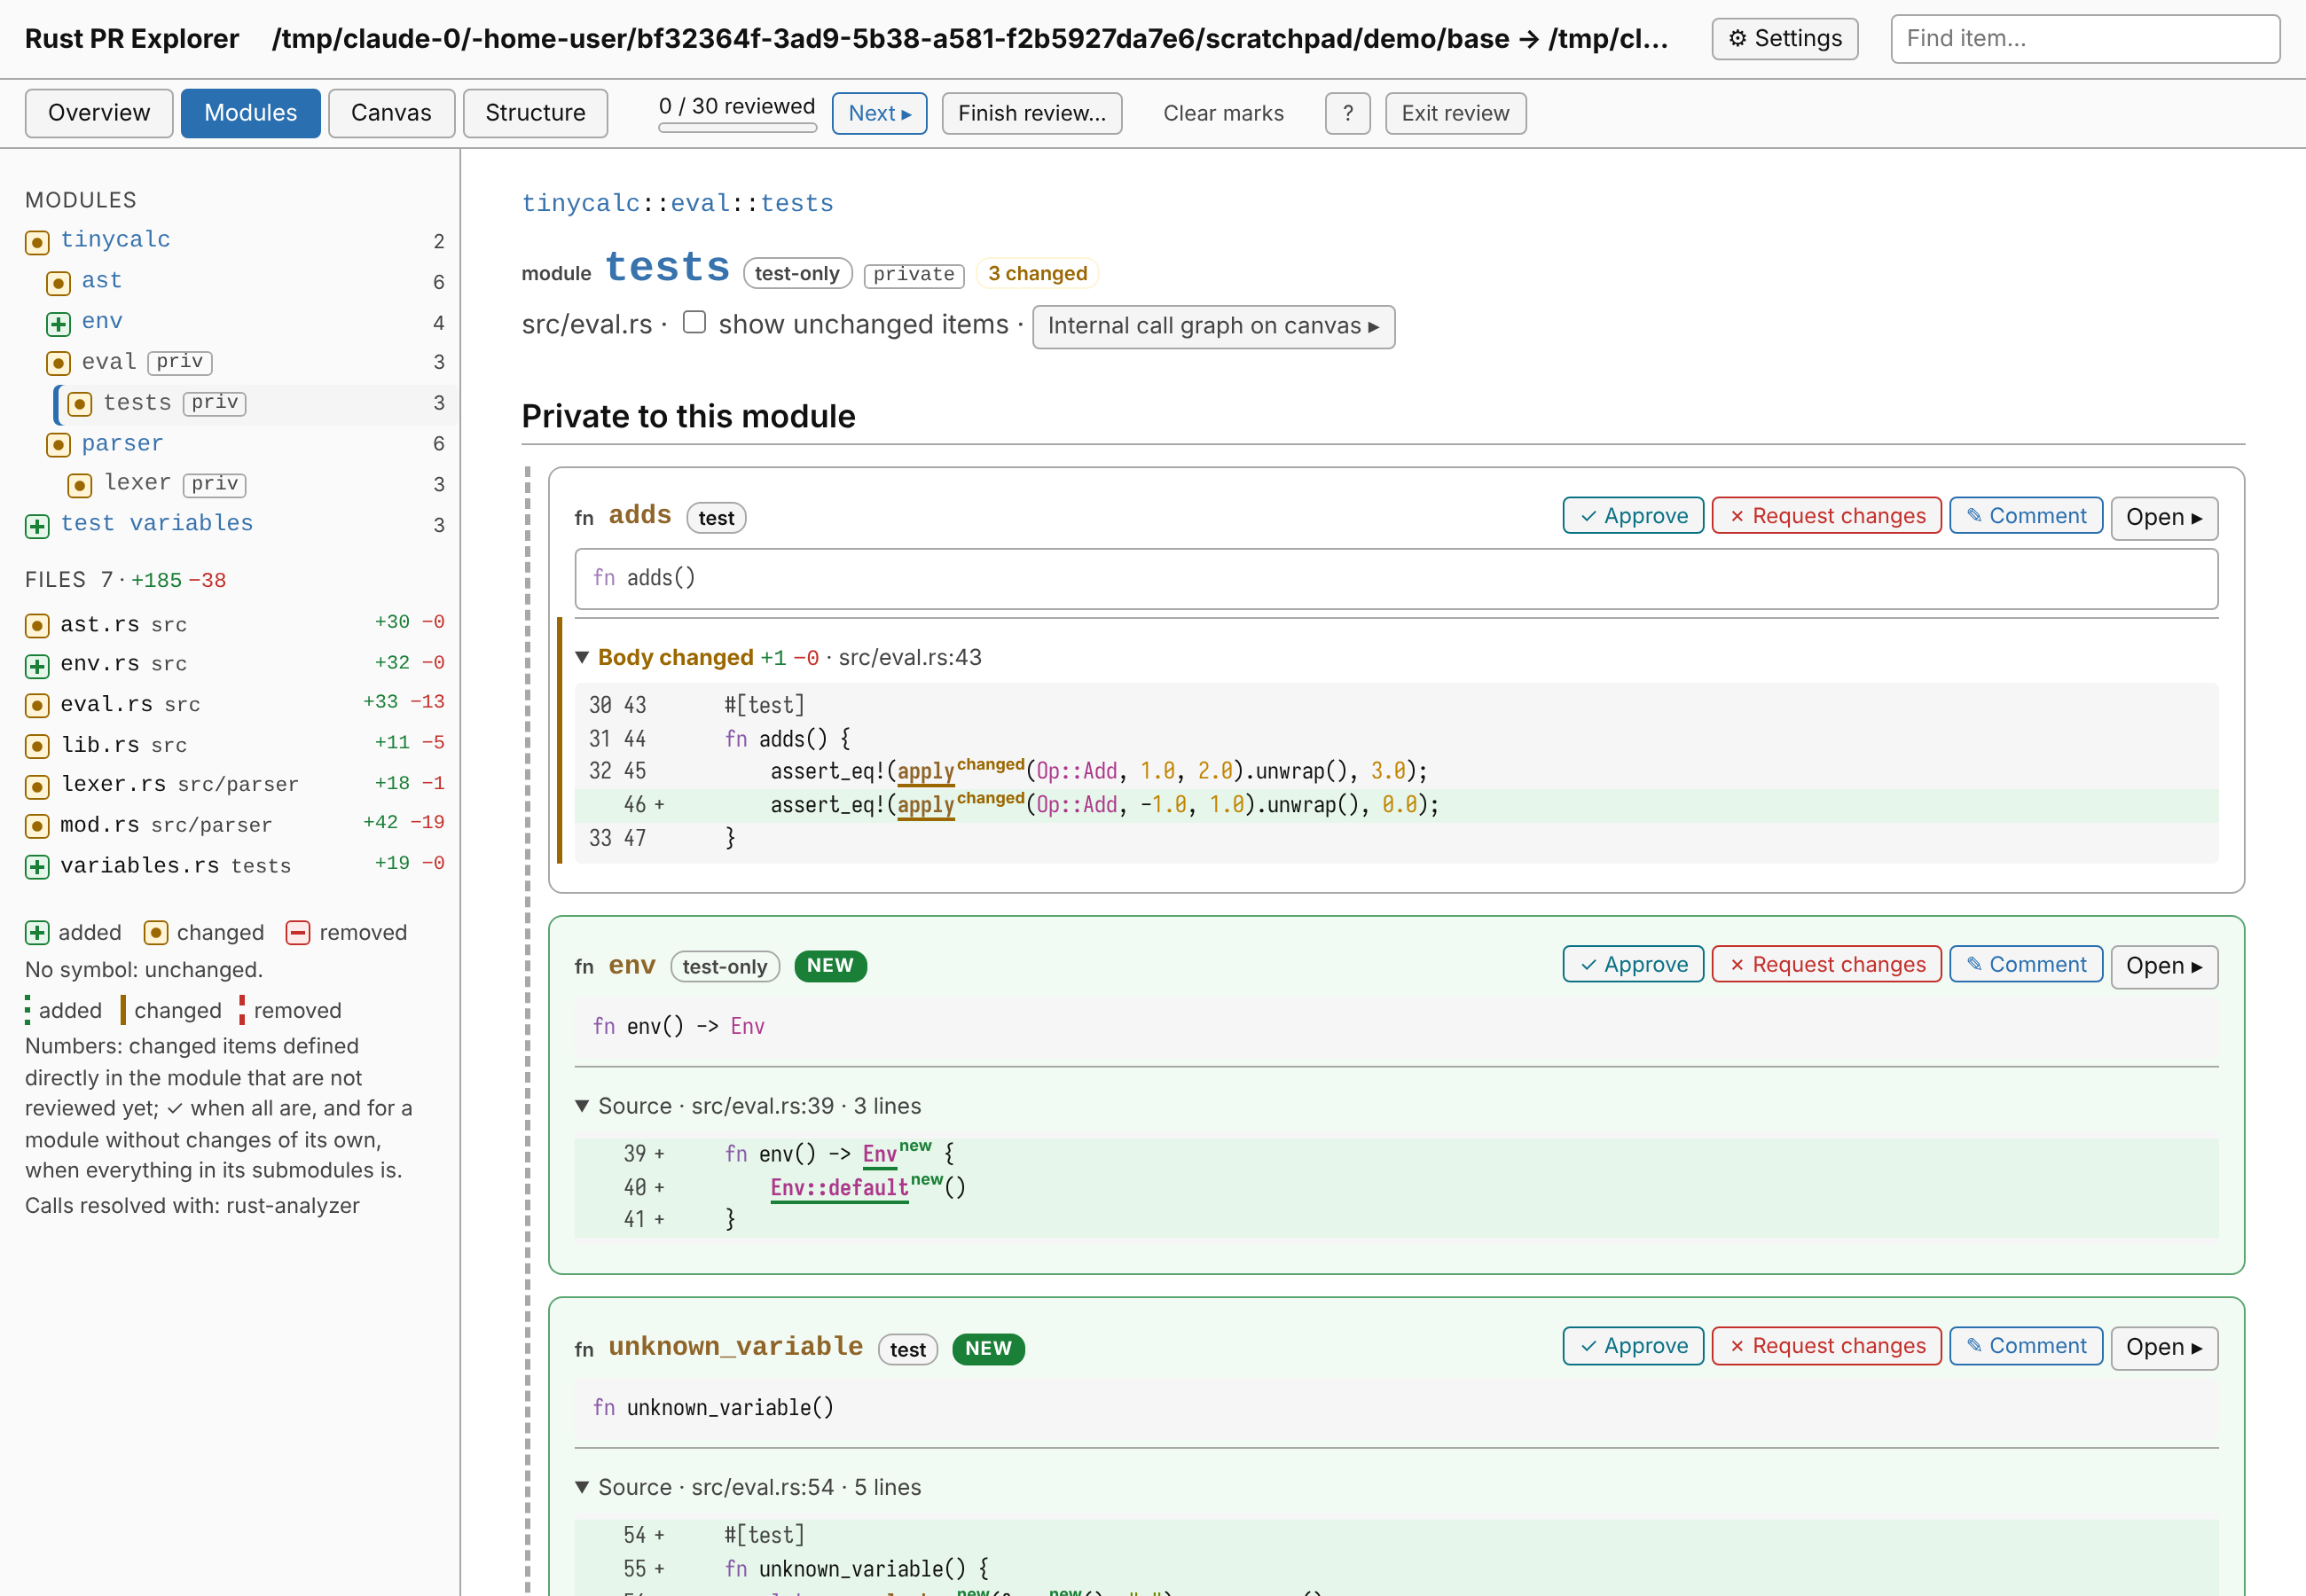 Rust PR Explorer /tmp/claude-0/-home-user/bf32364f-3ad9-5b38-a581-f2b5927da7e6/scratchpad/demo/base → /tmp/cl... ⚙ Settings Find item...
Overview Modules Canvas Structure 0 / 30 reviewed Next ▸ Finish review... Clear marks ? Exit review
MODULES
tinycalc 2
ast 6
env 4
eval priv 3
tests priv 3
parser 6
lexer priv 3
test variables 3
FILES 7 · +185 −38
ast.rs src +30 −0
env.rs src +32 −0
eval.rs src +33 −13
lib.rs src +11 −5
lexer.rs src/parser +18 −1
mod.rs src/parser +42 −19
variables.rs tests +19 −0
added changed removed
No symbol: unchanged.
added changed removed
Numbers: changed items defined
directly in the module that are not
reviewed yet; ✓ when all are, and for a
module without changes of its own,
when everything in its submodules is.
Calls resolved with: rust-analyzer
tinycalc::eval::tests
module tests test-only private 3 changed
src/eval.rs · show unchanged items · Internal call graph on canvas ▸
Private to this module
fn adds test ✓ Approve ✕ Request changes ✎ Comment Open ▸
fn adds()
▼ Body changed +1 −0 · src/eval.rs:43
30 43 #[test]
31 44 fn adds() {
32 45 assert_eq!(apply changed(Op::Add, 1.0, 2.0).unwrap(), 3.0);
46 + assert_eq!(apply changed(Op::Add, -1.0, 1.0).unwrap(), 0.0);
33 47 }
fn env test-only NEW ✓ Approve ✕ Request changes ✎ Comment Open ▸
fn env() -> Env
▼ Source · src/eval.rs:39 · 3 lines
39 + fn env() -> Env new {
40 + Env::default new()
41 + }
fn unknown_variable test NEW ✓ Approve ✕ Request changes ✎ Comment Open ▸
fn unknown_variable()
▼ Source · src/eval.rs:54 · 5 lines
54 + #[test]
55 + fn unknown_variable() {
new new